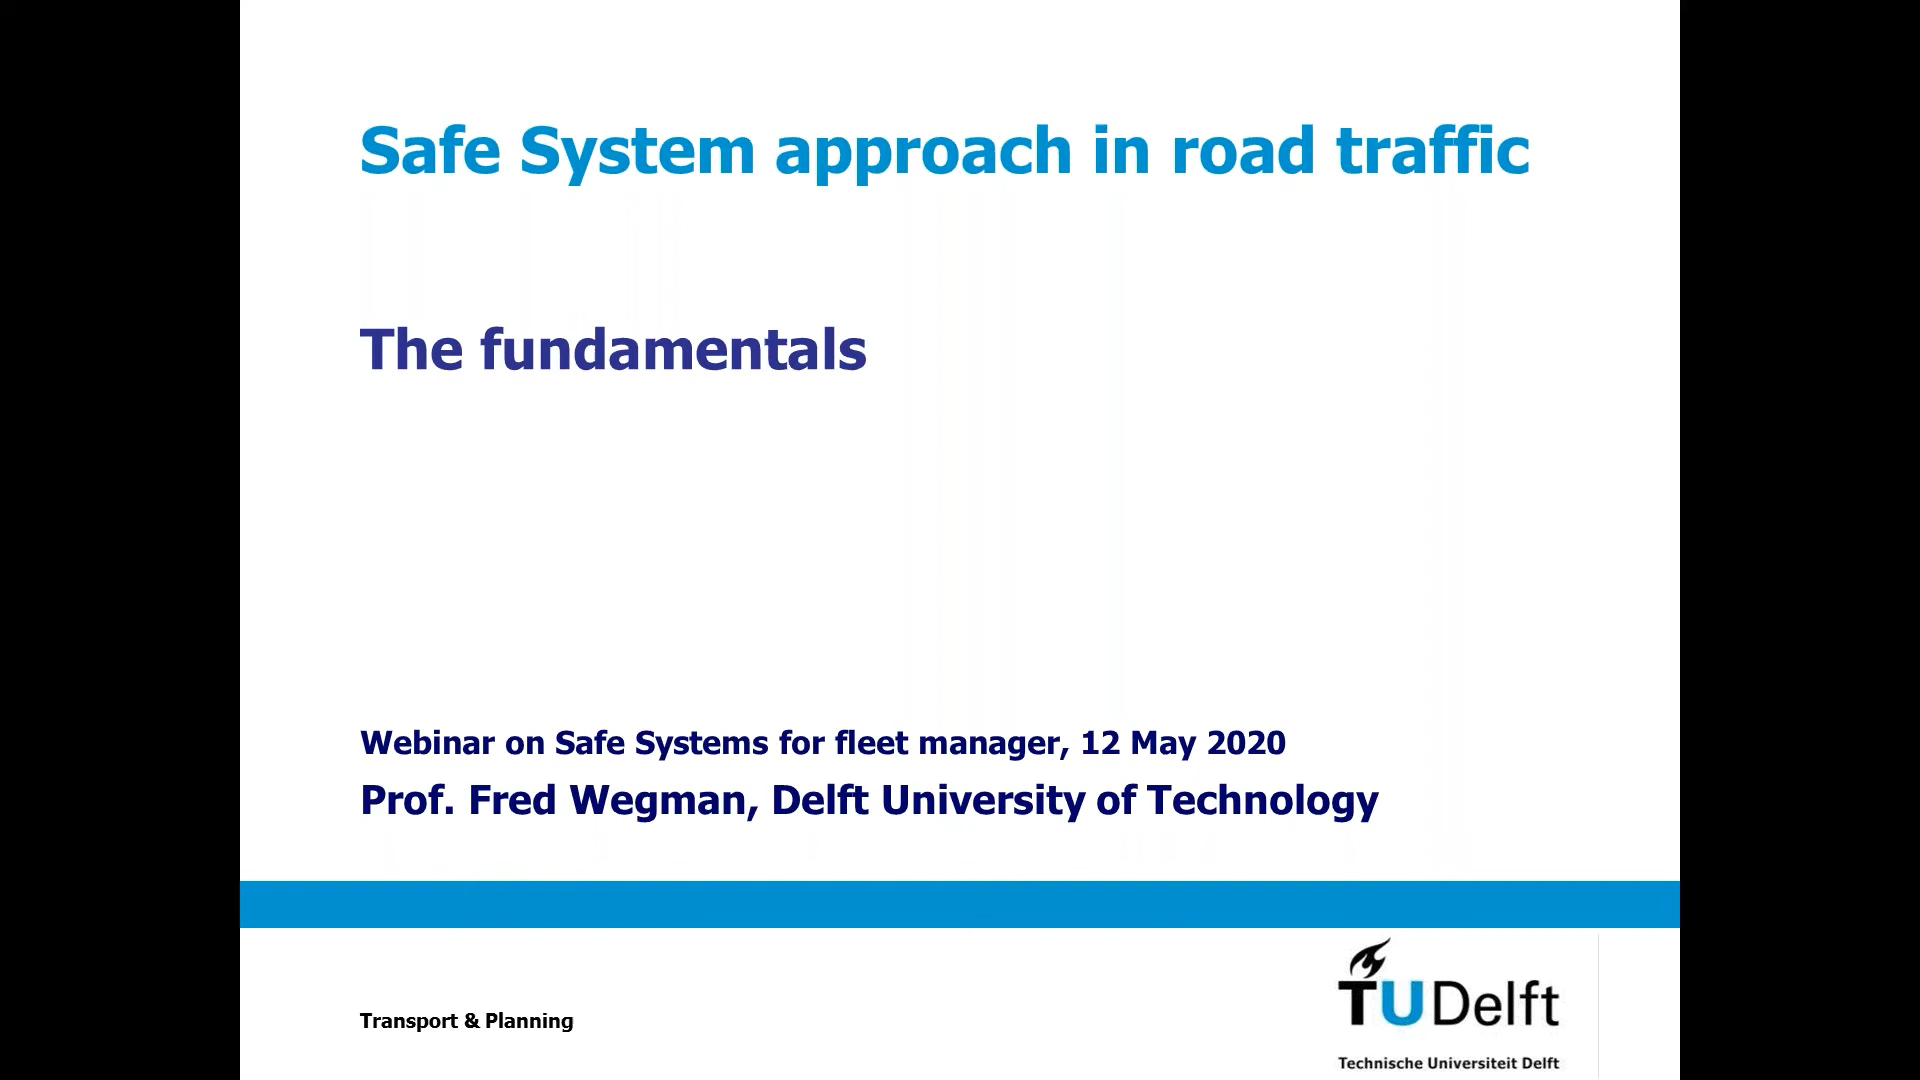 Safe System approach in road traffic
The fundamentals
Webinar on Safe Systems for fleet manager, 12 May 2020
Prof. Fred Wegman, Delft University of Technology
Transport & Planning
TUDelft
Technische Universiteit Delft